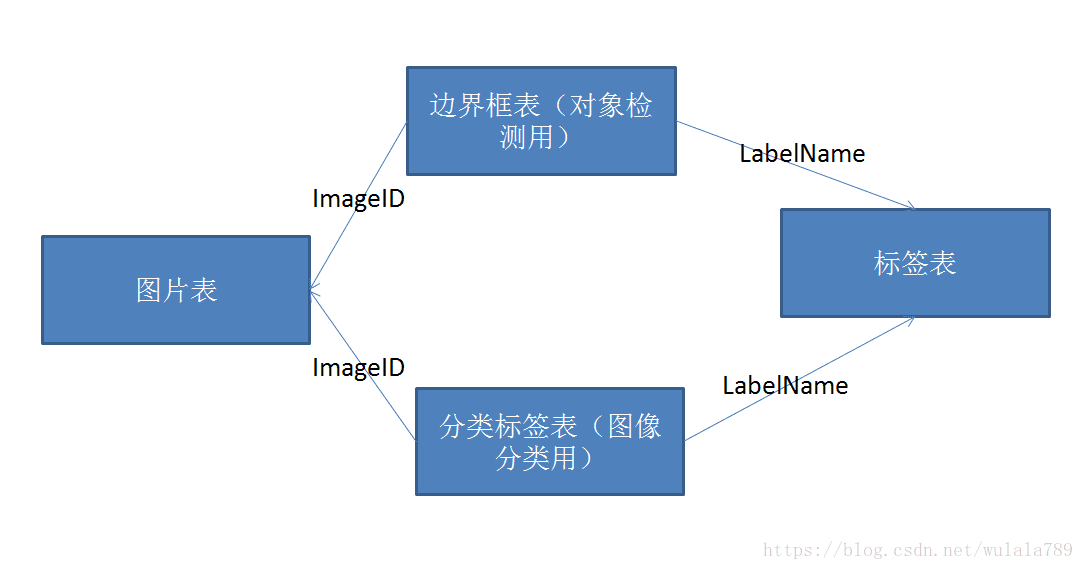 边界框表（对象检
测用）
LabelName
ImageID
标签表
图片表
ImageID
LabelName
分类标签表（图像
分类用）
https://blog.csdn.net/wulala789